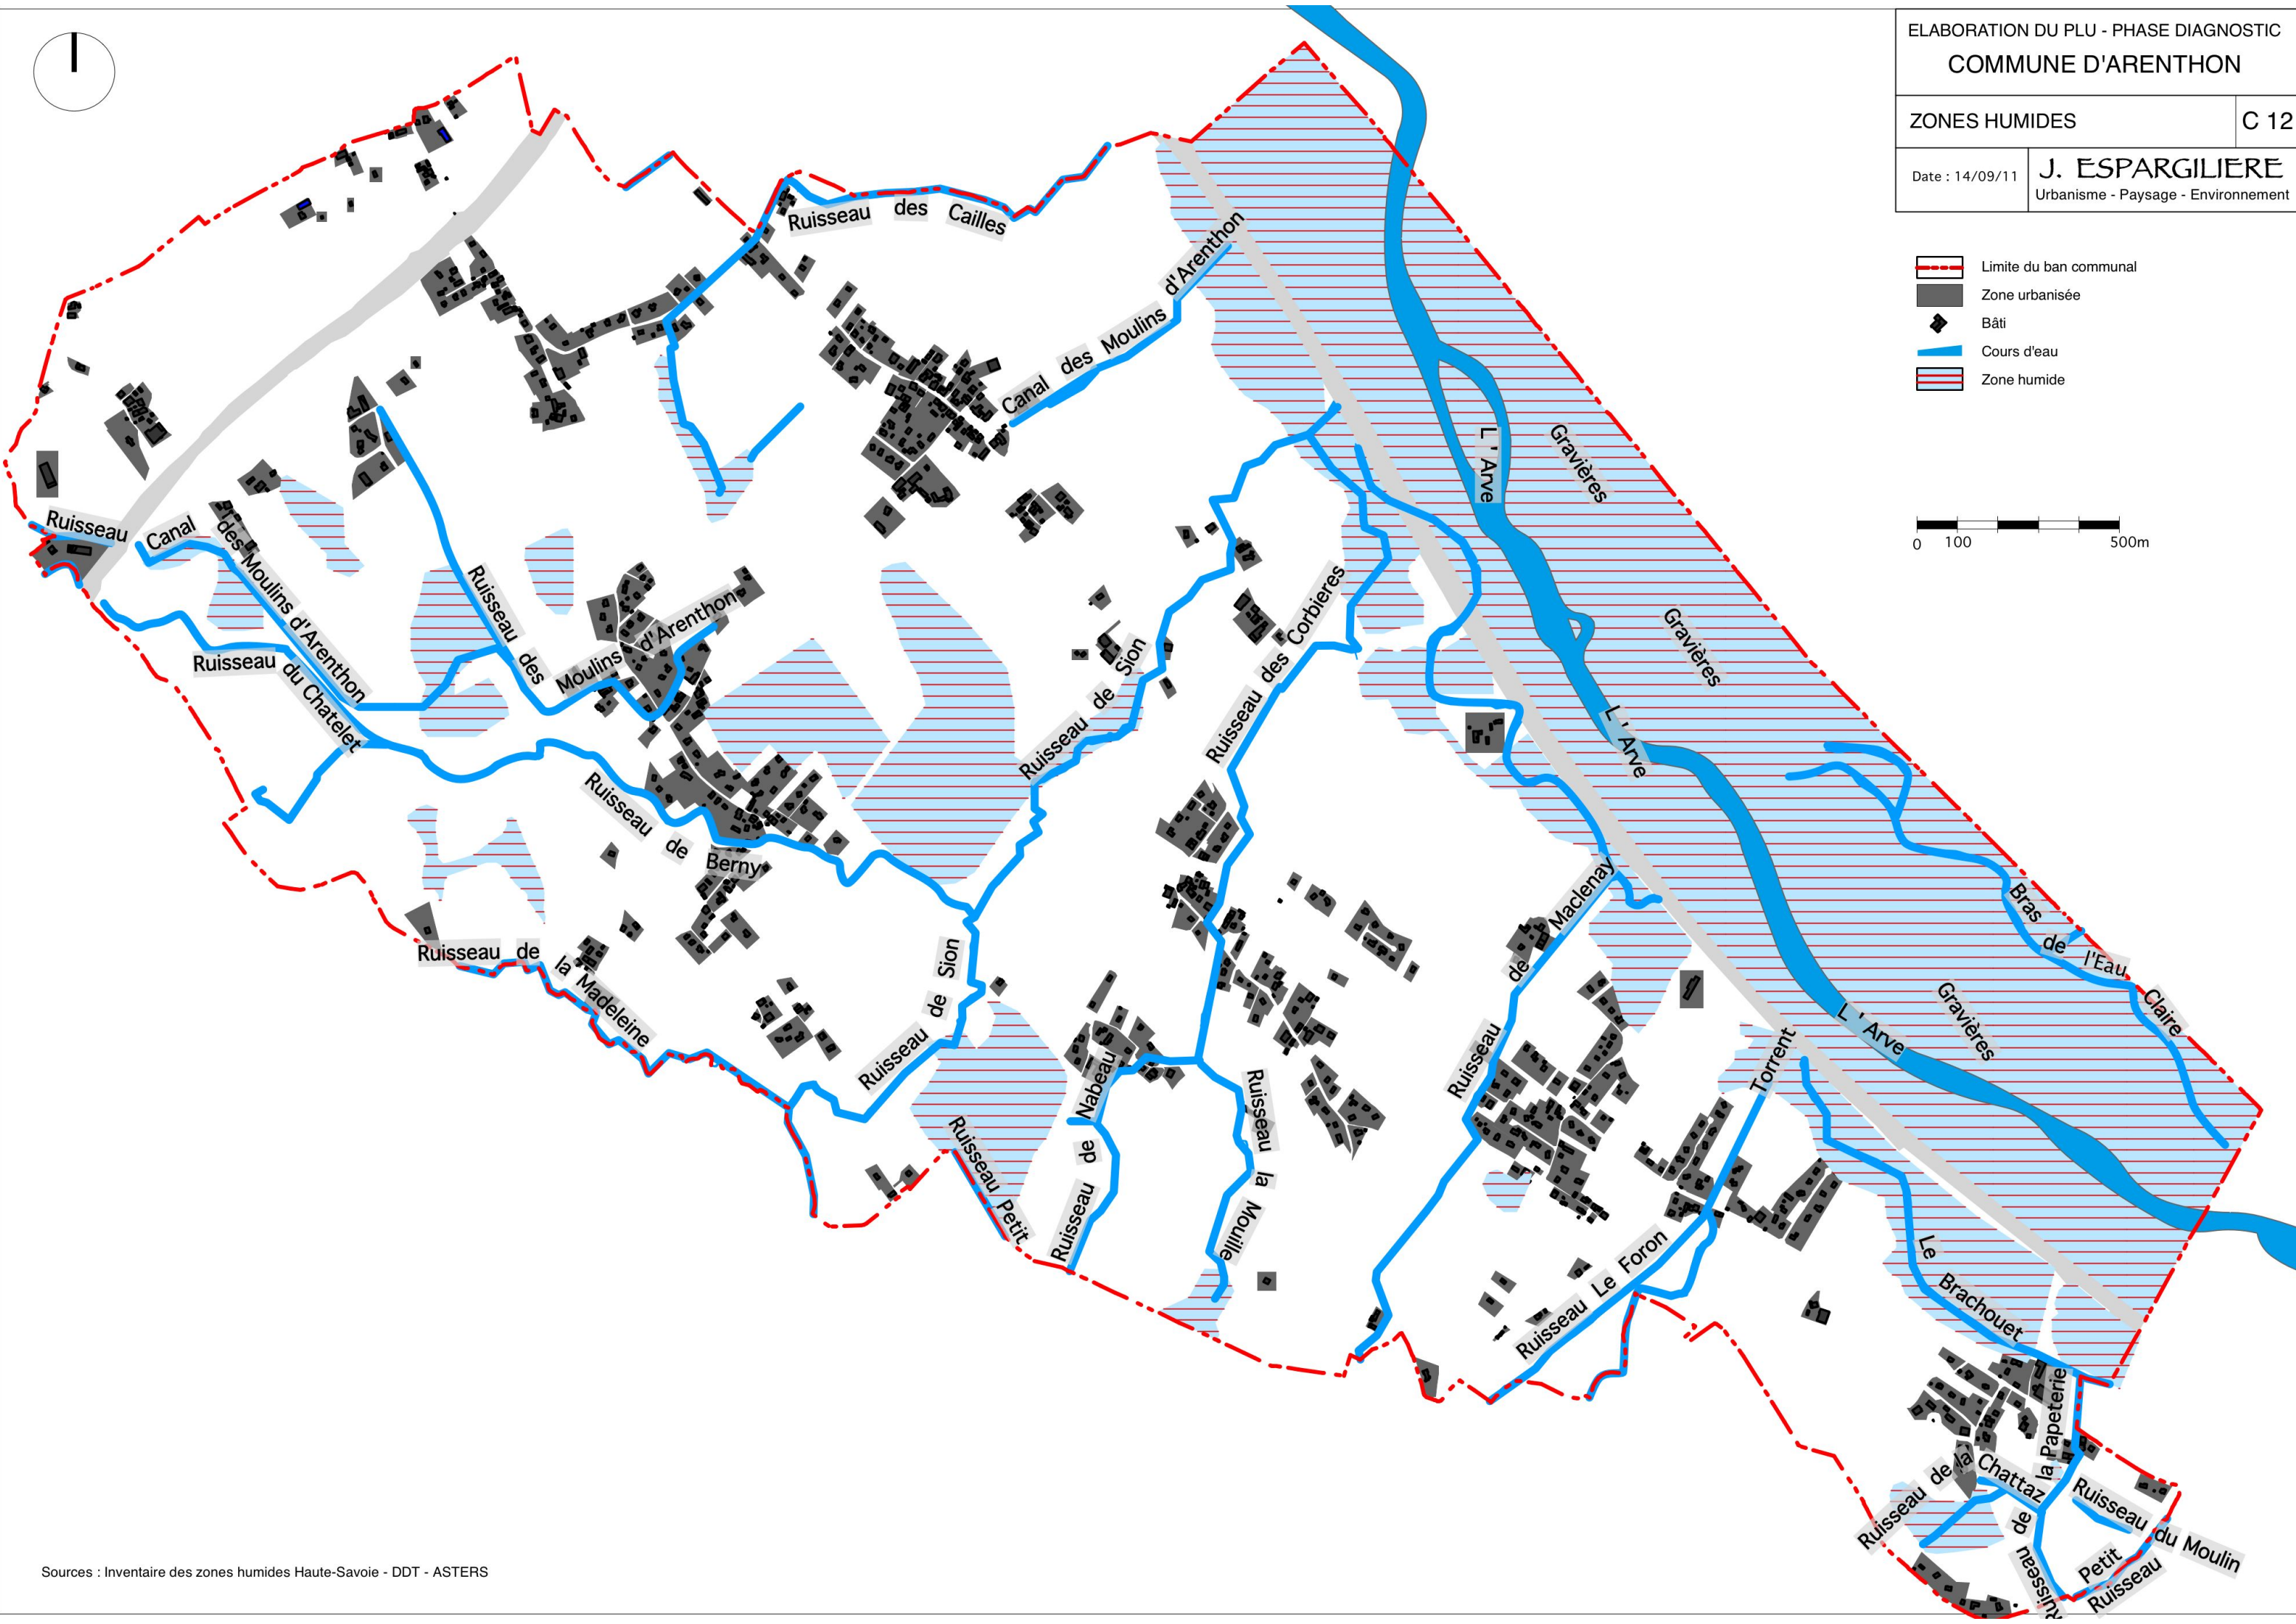 ELABORATION DU PLU - PHASE DIAGNOSTIC
COMMUNE D'ARENTHON
ZONES HUMIDES
C 12
Date : 14/09/11
J. ESPARGILIERE
Urbanisme - Paysage - Environnement
Limite du ban communal
Zone urbanisée
Bâti
Cours d'eau
Zone humide
0 100 500m
Ruisseau des Cailles
Canal des Moulins d'Arenthon
L' Arve
Gravières
Ruisseau
Canal des Moulins d'Arenthon
Ruisseau des Moulins d'Arenthon
Ruisseau du Chatelet
Ruisseau de Sion
Ruisseau des Corbieres
Gravières
L' Arve
Ruisseau de Berny
Ruisseau de la Madeleine
Ruisseau de Sion
Ruisseau de Maclenay
Bras de l'Eau Claire
Gravières
L' Arve
Torrent
Ruisseau de Nabeau
Ruisseau la Mouille
Ruisseau Petit
Ruisseau Le Foron
Le Brachouet
la Papeterie
Ruisseau de la Chattaz
de
Ruisseau
Ruisseau du Moulin
Petit
Ruisseau
Sources : Inventaire des zones humides Haute-Savoie - DDT - ASTERS